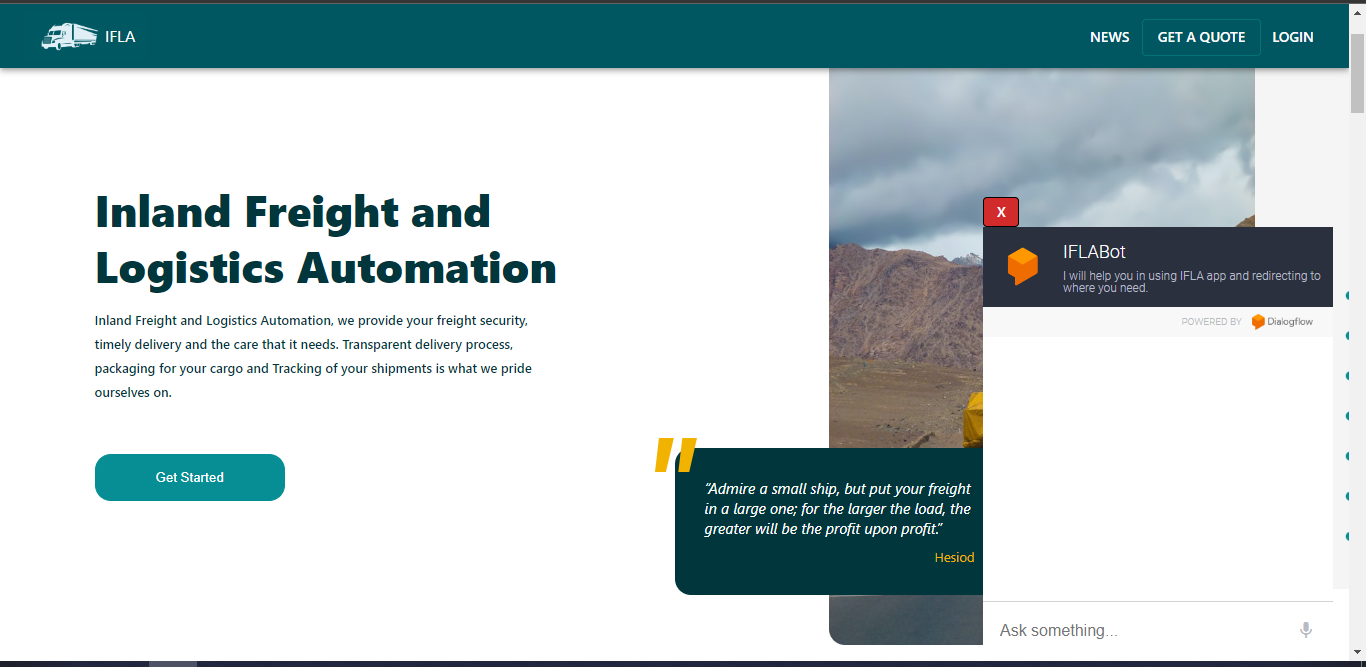 IFLA
NEWS
GET A QUOTE
LOGIN
Inland Freight and
Logistics Automation
Inland Freight and Logistics Automation, we provide your freight security,
timely delivery and the care that it needs. Transparent delivery process,
packaging for your cargo and Tracking of your shipments is what we pride
ourselves on.
Get Started
"
“Admire a small ship, but put your freight
in a large one; for the larger the load, the
greater will be the profit upon profit.”
Hesiod
X
IFLABot
I will help you in using IFLA app and redirecting to
where you need.
POWERED BY
Dialogflow
Ask something...